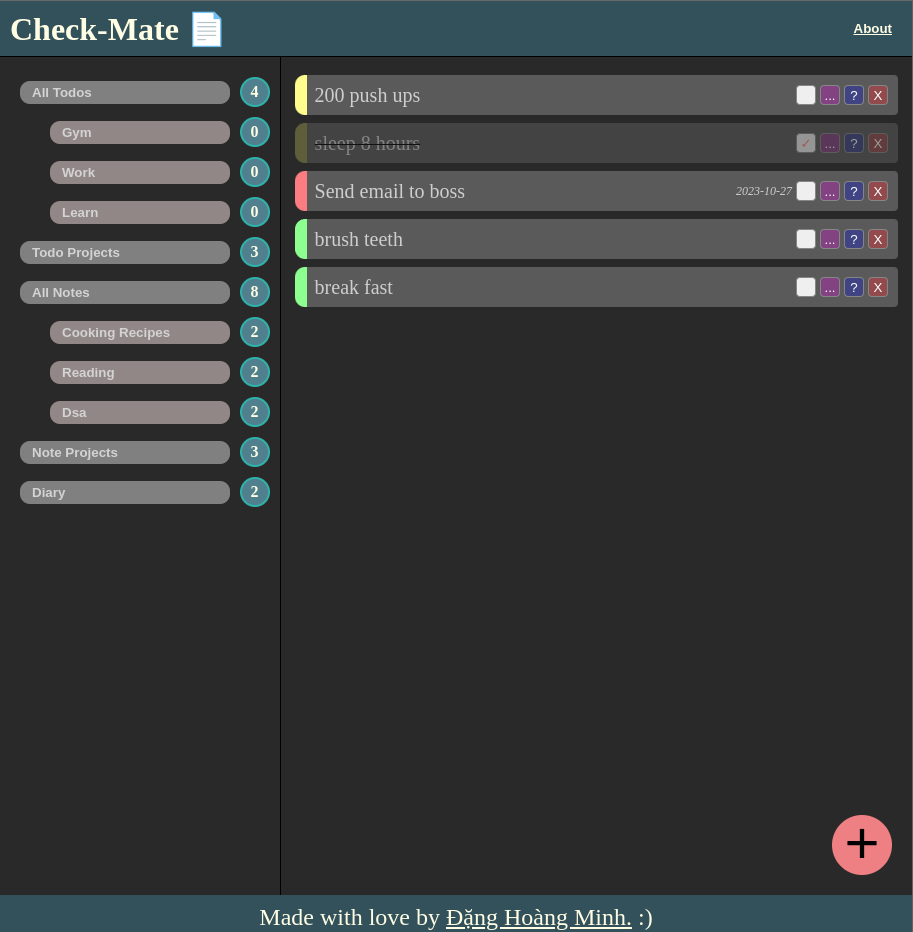 Check-Mate 📄
About
All Todos 4
Gym 0
Work 0
Learn 0
Todo Projects 3
All Notes 8
Cooking Recipes 2
Reading 2
Dsa 2
Note Projects 3
Diary 2
200 push ups ... ? X
sleep 8 hours ✓ ... ? X
Send email to boss 2023-10-27 ... ? X
brush teeth ... ? X
break fast ... ? X
+
Made with love by Đặng Hoàng Minh. :)